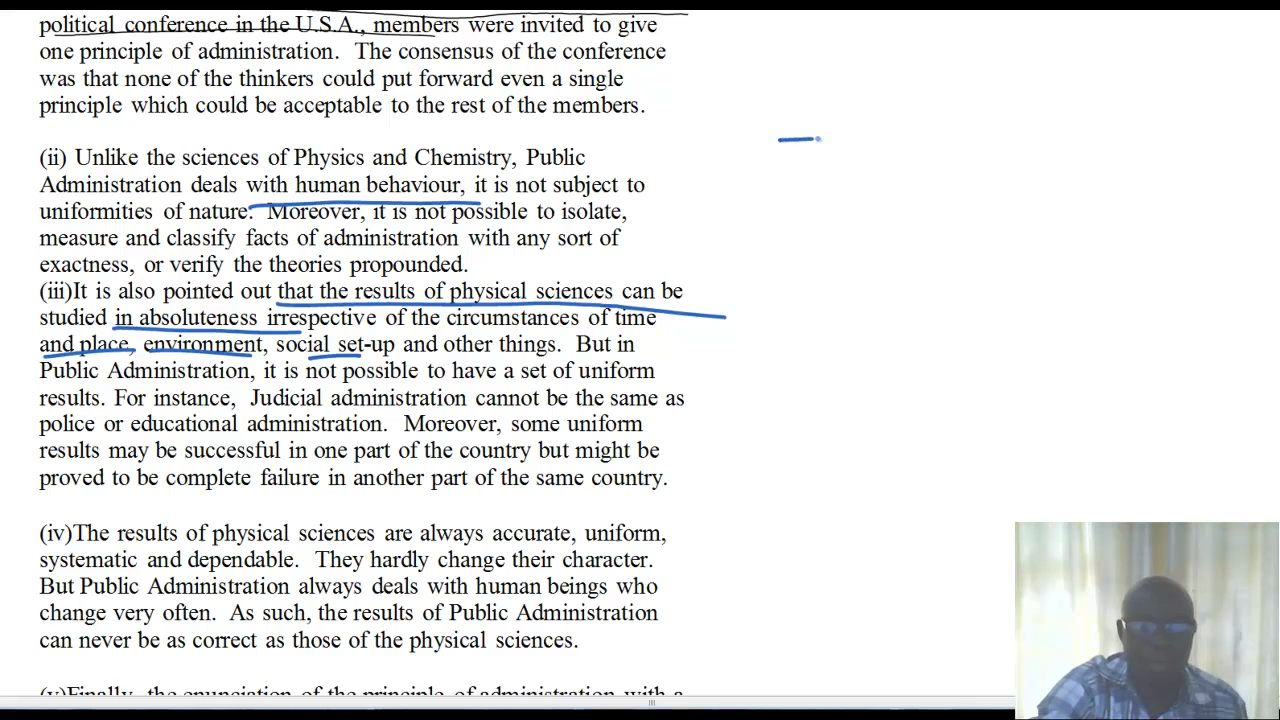 political conference in the U.S.A., members were invited to give
one principle of administration. The consensus of the conference
was that none of the thinkers could put forward even a single
principle which could be acceptable to the rest of the members.
(ii) Unlike the sciences of Physics and Chemistry, Public
Administration deals with human behaviour, it is not subject to
uniformities of nature. Moreover, it is not possible to isolate,
measure and classify facts of administration with any sort of
exactness, or verify the theories propounded.
(iii)It is also pointed out that the results of physical sciences can be
studied in absoluteness irrespective of the circumstances of time
and place, environment, social set-up and other things. But in
Public Administration, it is not possible to have a set of uniform
results. For instance, Judicial administration cannot be the same as
police or educational administration. Moreover, some uniform
results may be successful in one part of the country but might be
proved to be complete failure in another part of the same country.
(iv)The results of physical sciences are always accurate, uniform,
systematic and dependable. They hardly change their character.
But Public Administration always deals with human beings who
change very often. As such, the results of Public Administration
can never be as correct as those of the physical sciences.
(v)Finally, the enunciation of the principle of administration with a